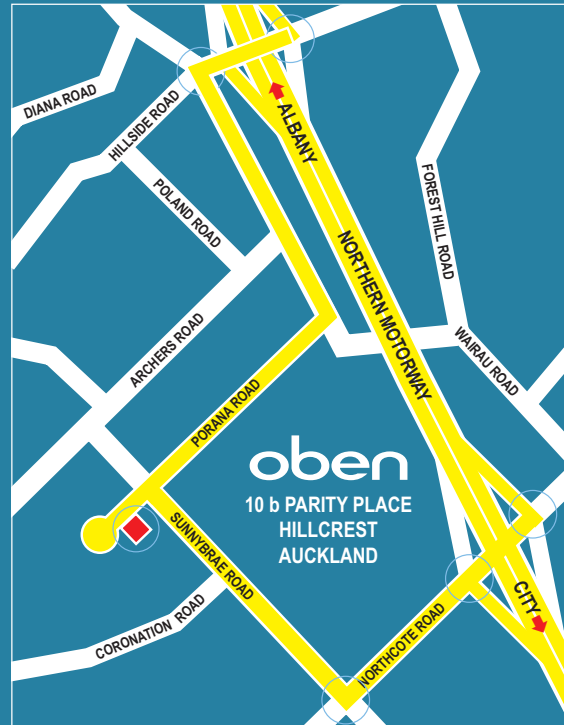 DIANA ROAD
HILLSIDE ROAD
ALBANY
POLAND ROAD
FOREST HILL ROAD
NORTHERN MOTORWAY
ARCHERS ROAD
WAIRAU ROAD
PORANA ROAD
oben
10 b PARITY PLACE
HILLCREST
AUCKLAND
SUNNYBRAE ROAD
CITY
CORONATION ROAD
NORTHCOTE ROAD